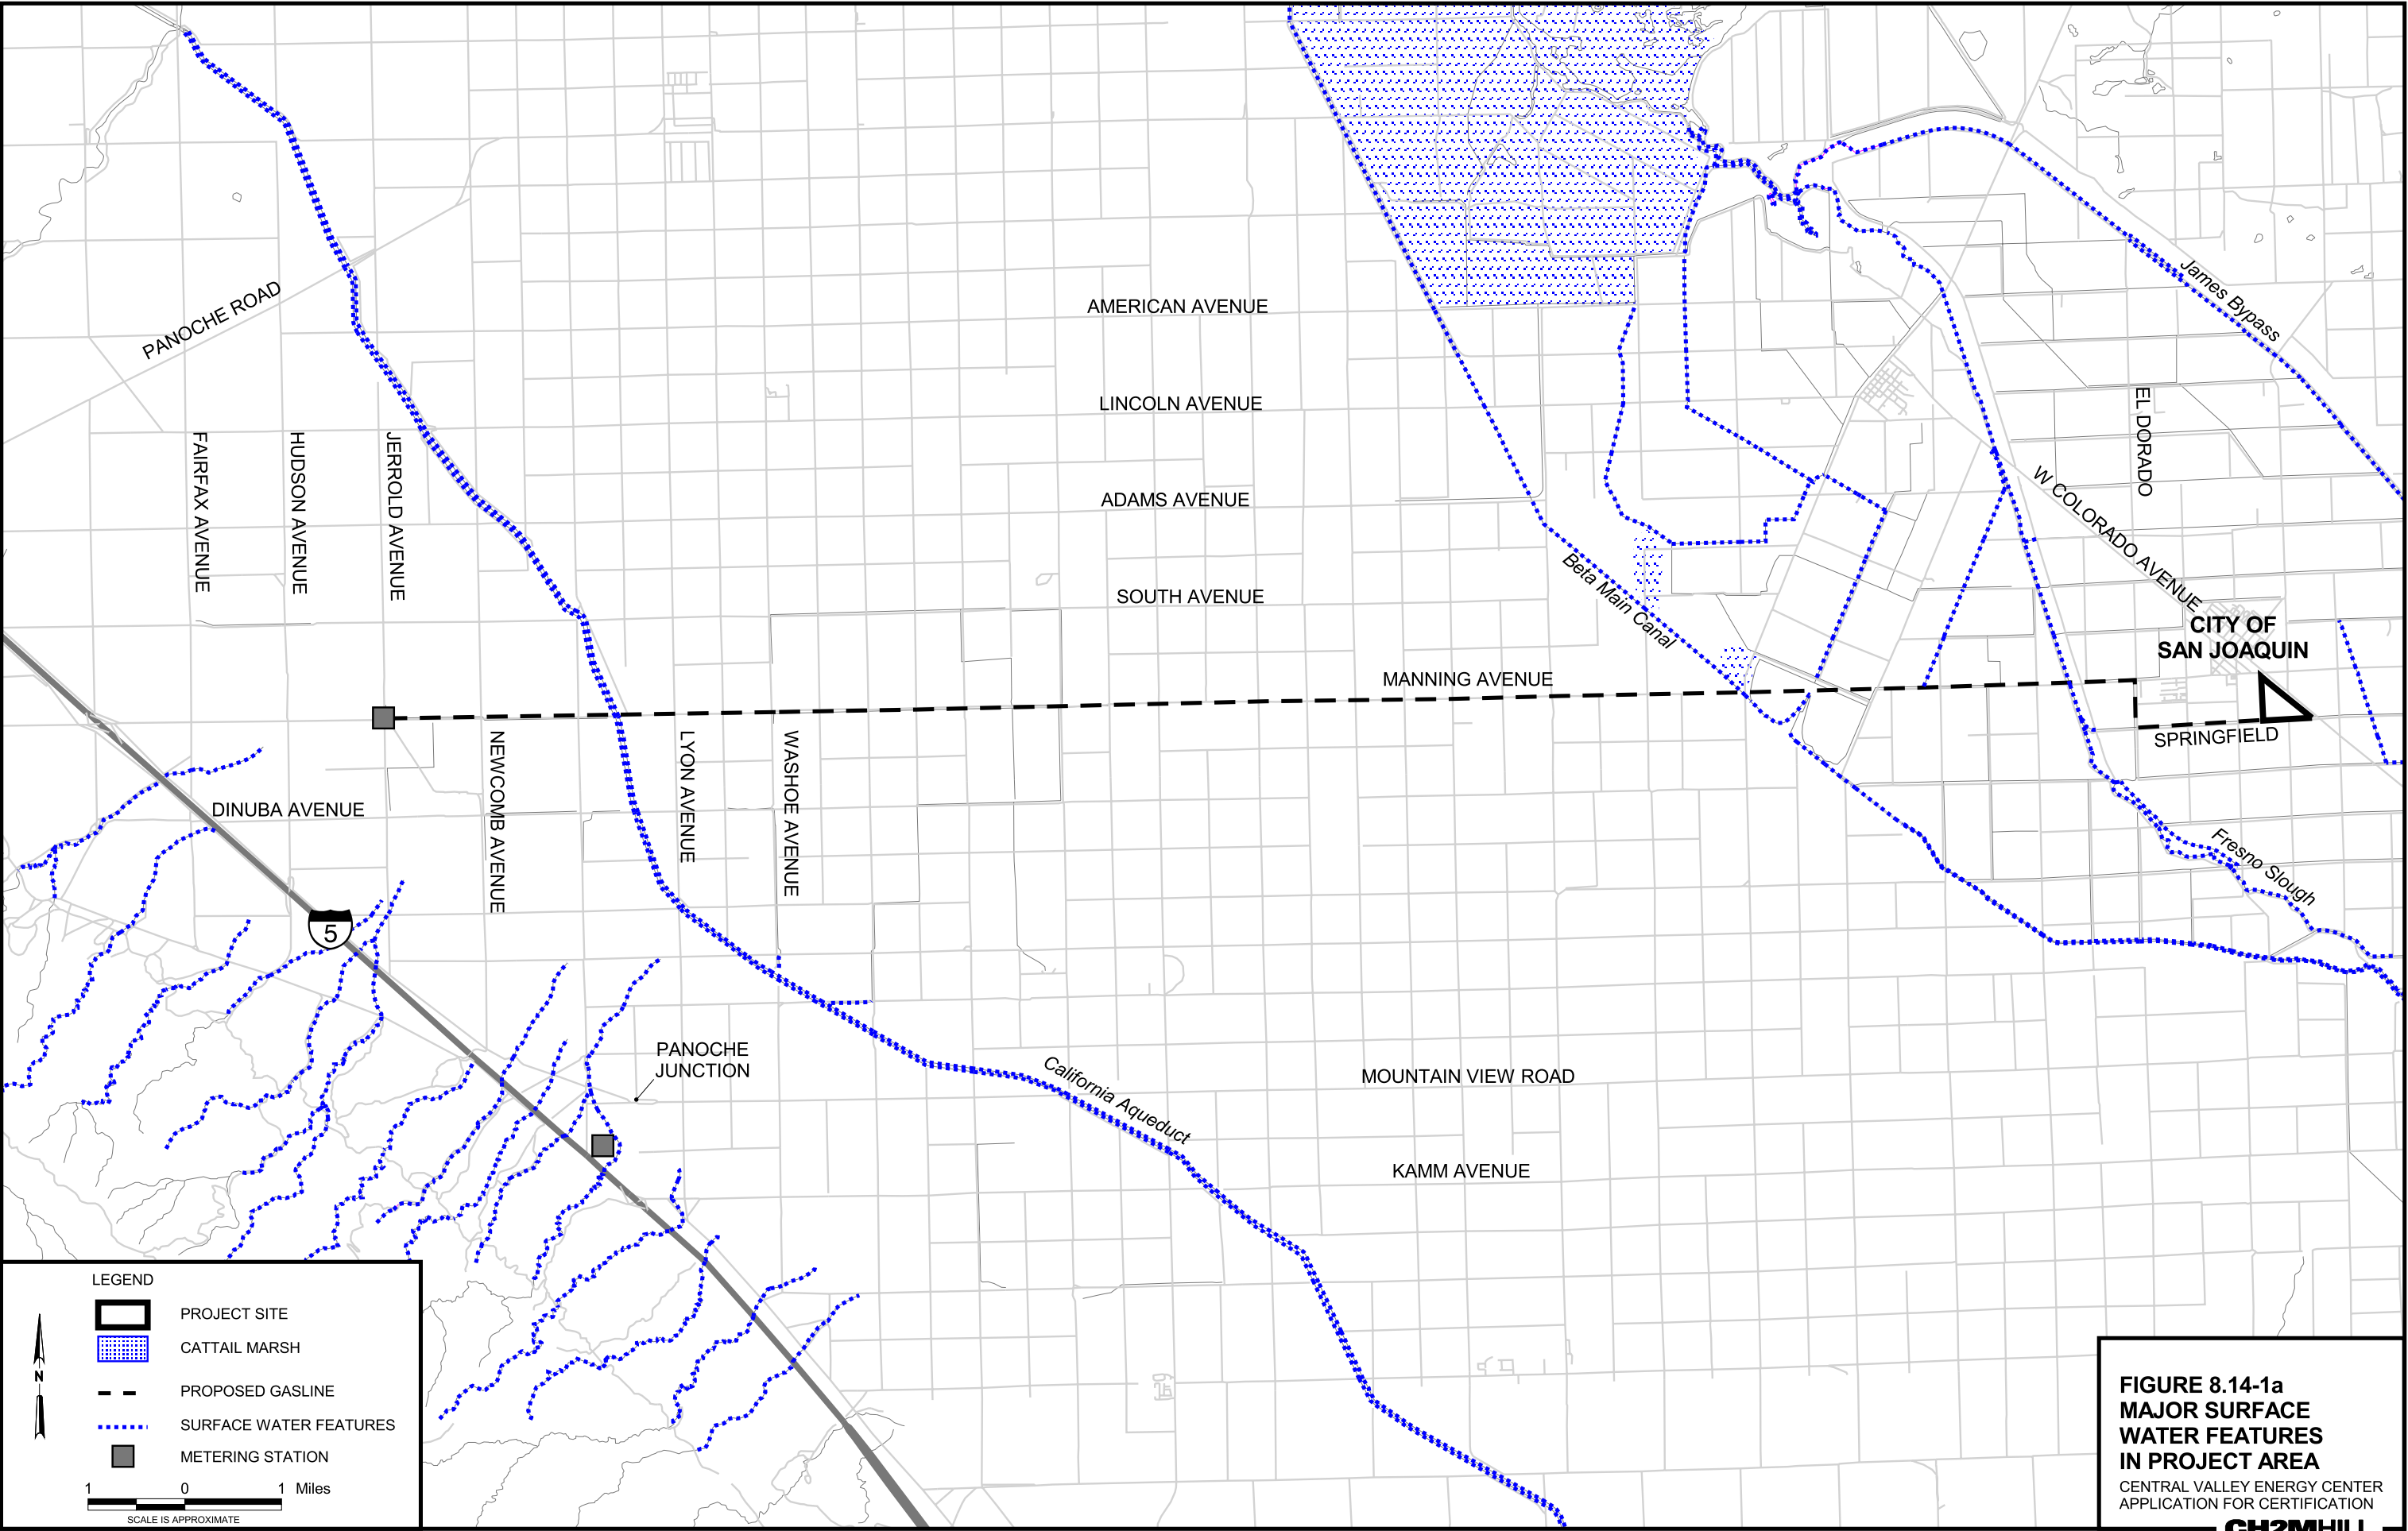 PANOCHE ROAD
AMERICAN AVENUE
LINCOLN AVENUE
ADAMS AVENUE
SOUTH AVENUE
MANNING AVENUE
FAIRFAX AVENUE
HUDSON AVENUE
JERROLD AVENUE
James Bypass
EL DORADO
W COLORADO AVENUE
Beta Main Canal
CITY OF
SAN JOAQUIN
SPRINGFIELD
Fresno Slough
DINUBA AVENUE
NEWCOMB AVENUE
LYON AVENUE
WASHOE AVENUE
5
PANOCHE
JUNCTION
California Aqueduct
MOUNTAIN VIEW ROAD
KAMM AVENUE
LEGEND
PROJECT SITE
CATTAIL MARSH
PROPOSED GASLINE
SURFACE WATER FEATURES
METERING STATION
N
1 0 1 Miles
SCALE IS APPROXIMATE
FIGURE 8.14-1a
MAJOR SURFACE
WATER FEATURES
IN PROJECT AREA
CENTRAL VALLEY ENERGY CENTER
APPLICATION FOR CERTIFICATION
CH2MHILL